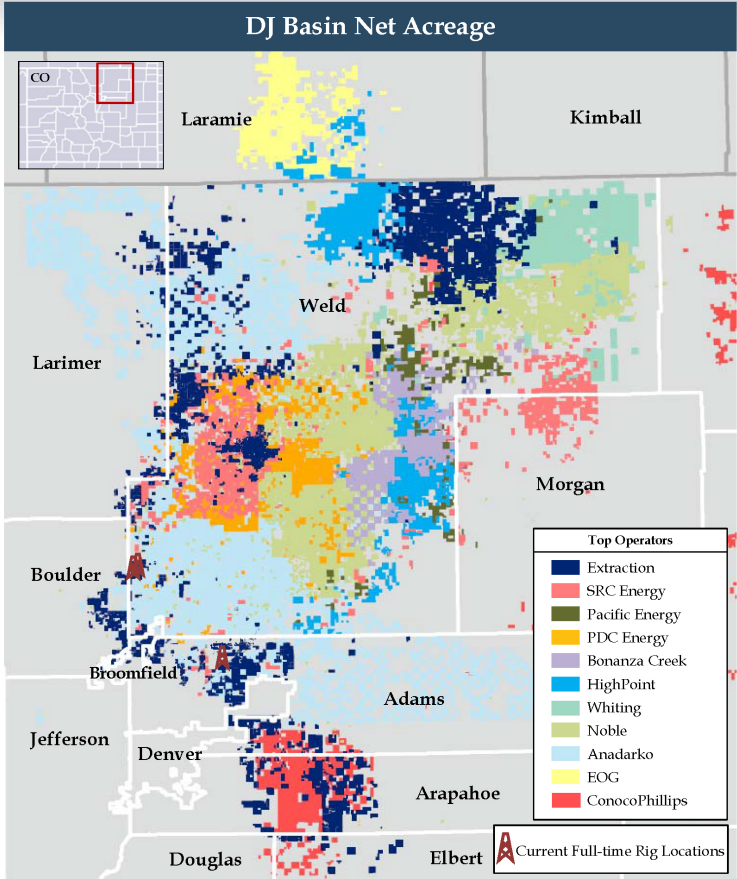 DJ Basin Net Acreage
CO
Laramie
Kimball
Weld
Larimer
Morgan
Boulder
Broomfield
Adams
Jefferson
Denver
Arapahoe
Douglas
Elbert
Top Operators
Extraction
SRC Energy
Pacific Energy
PDC Energy
Bonanza Creek
HighPoint
Whiting
Noble
Anadarko
EOG
ConocoPhillips
Current Full-time Rig Locations